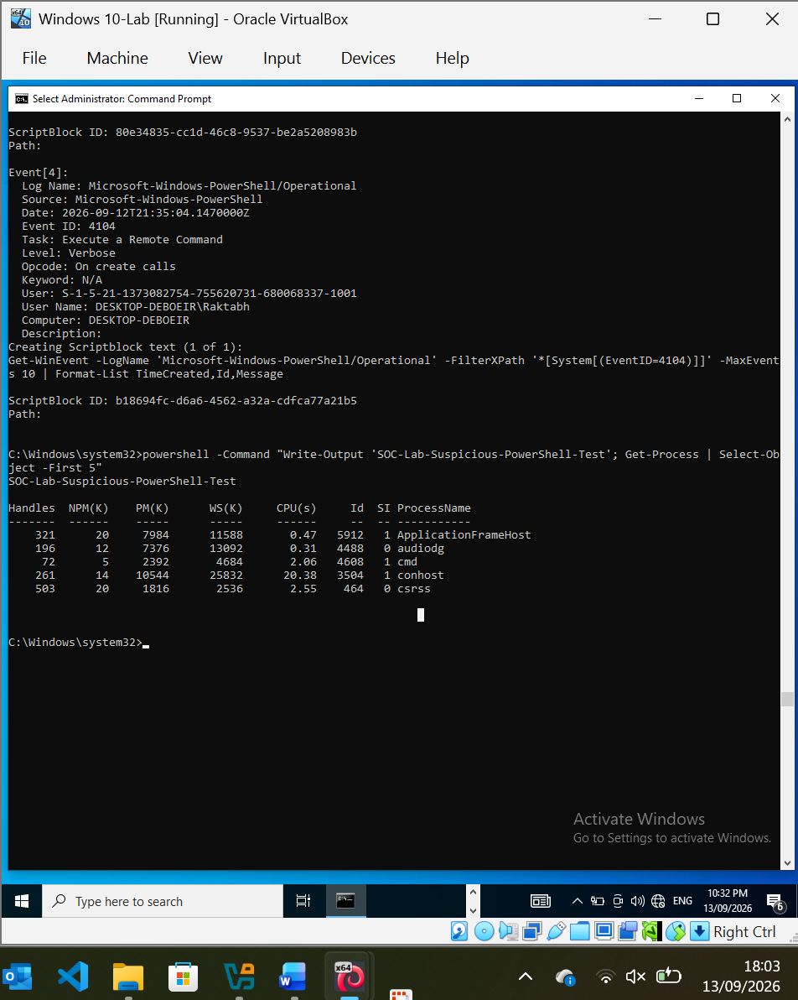 Windows 10-Lab [Running] - Oracle VirtualBox
File Machine View Input Devices Help
Select Administrator: Command Prompt
ScriptBlock ID: 80e34835-cc1d-46c8-9537-be2a5208983b
Path:
Event[4]:
Log Name: Microsoft-Windows-PowerShell/Operational
Source: Microsoft-Windows-PowerShell
Date: 2026-09-12T21:35:04.1470000Z
Event ID: 4104
Task: Execute a Remote Command
Level: Verbose
Opcode: On create calls
Keyword: N/A
User: S-1-5-21-1373082754-755620731-680068337-1001
User Name: DESKTOP-DEBOEIR\Raktabh
Computer: DESKTOP-DEBOEIR
Description:
Creating Scriptblock text (1 of 1):
Get-WinEvent -LogName 'Microsoft-Windows-PowerShell/Operational' -FilterXPath '*[System[(EventID=4104)]]' -MaxEvent
s 10 | Format-List TimeCreated,Id,Message
ScriptBlock ID: b18694fc-d6a6-4562-a32a-cdfca77a21b5
Path:
C:\Windows\system32>powershell -Command "Write-Output 'SOC-Lab-Suspicious-PowerShell-Test'; Get-Process | Select-Ob
ject -First 5"
SOC-Lab-Suspicious-PowerShell-Test
Handles NPM(K) PM(K) WS(K) CPU(s) Id SI ProcessName
------- ------ ----- ----- ------ -- -- -----------
321 20 7984 11588 0.47 5912 1 ApplicationFrameHost
196 12 7376 13092 0.31 4488 0 audiodg
72 5 2392 4684 2.06 4608 1 cmd
261 14 10544 25832 20.38 3504 1 conhost
503 20 1816 2536 2.55 464 0 csrss
C:\Windows\system32>
Activate Windows
Go to Settings to activate Windows.
Type here to search
ENG
10:32 PM
13/09/2026
6
Right Ctrl
x64
18:03
13/09/2026